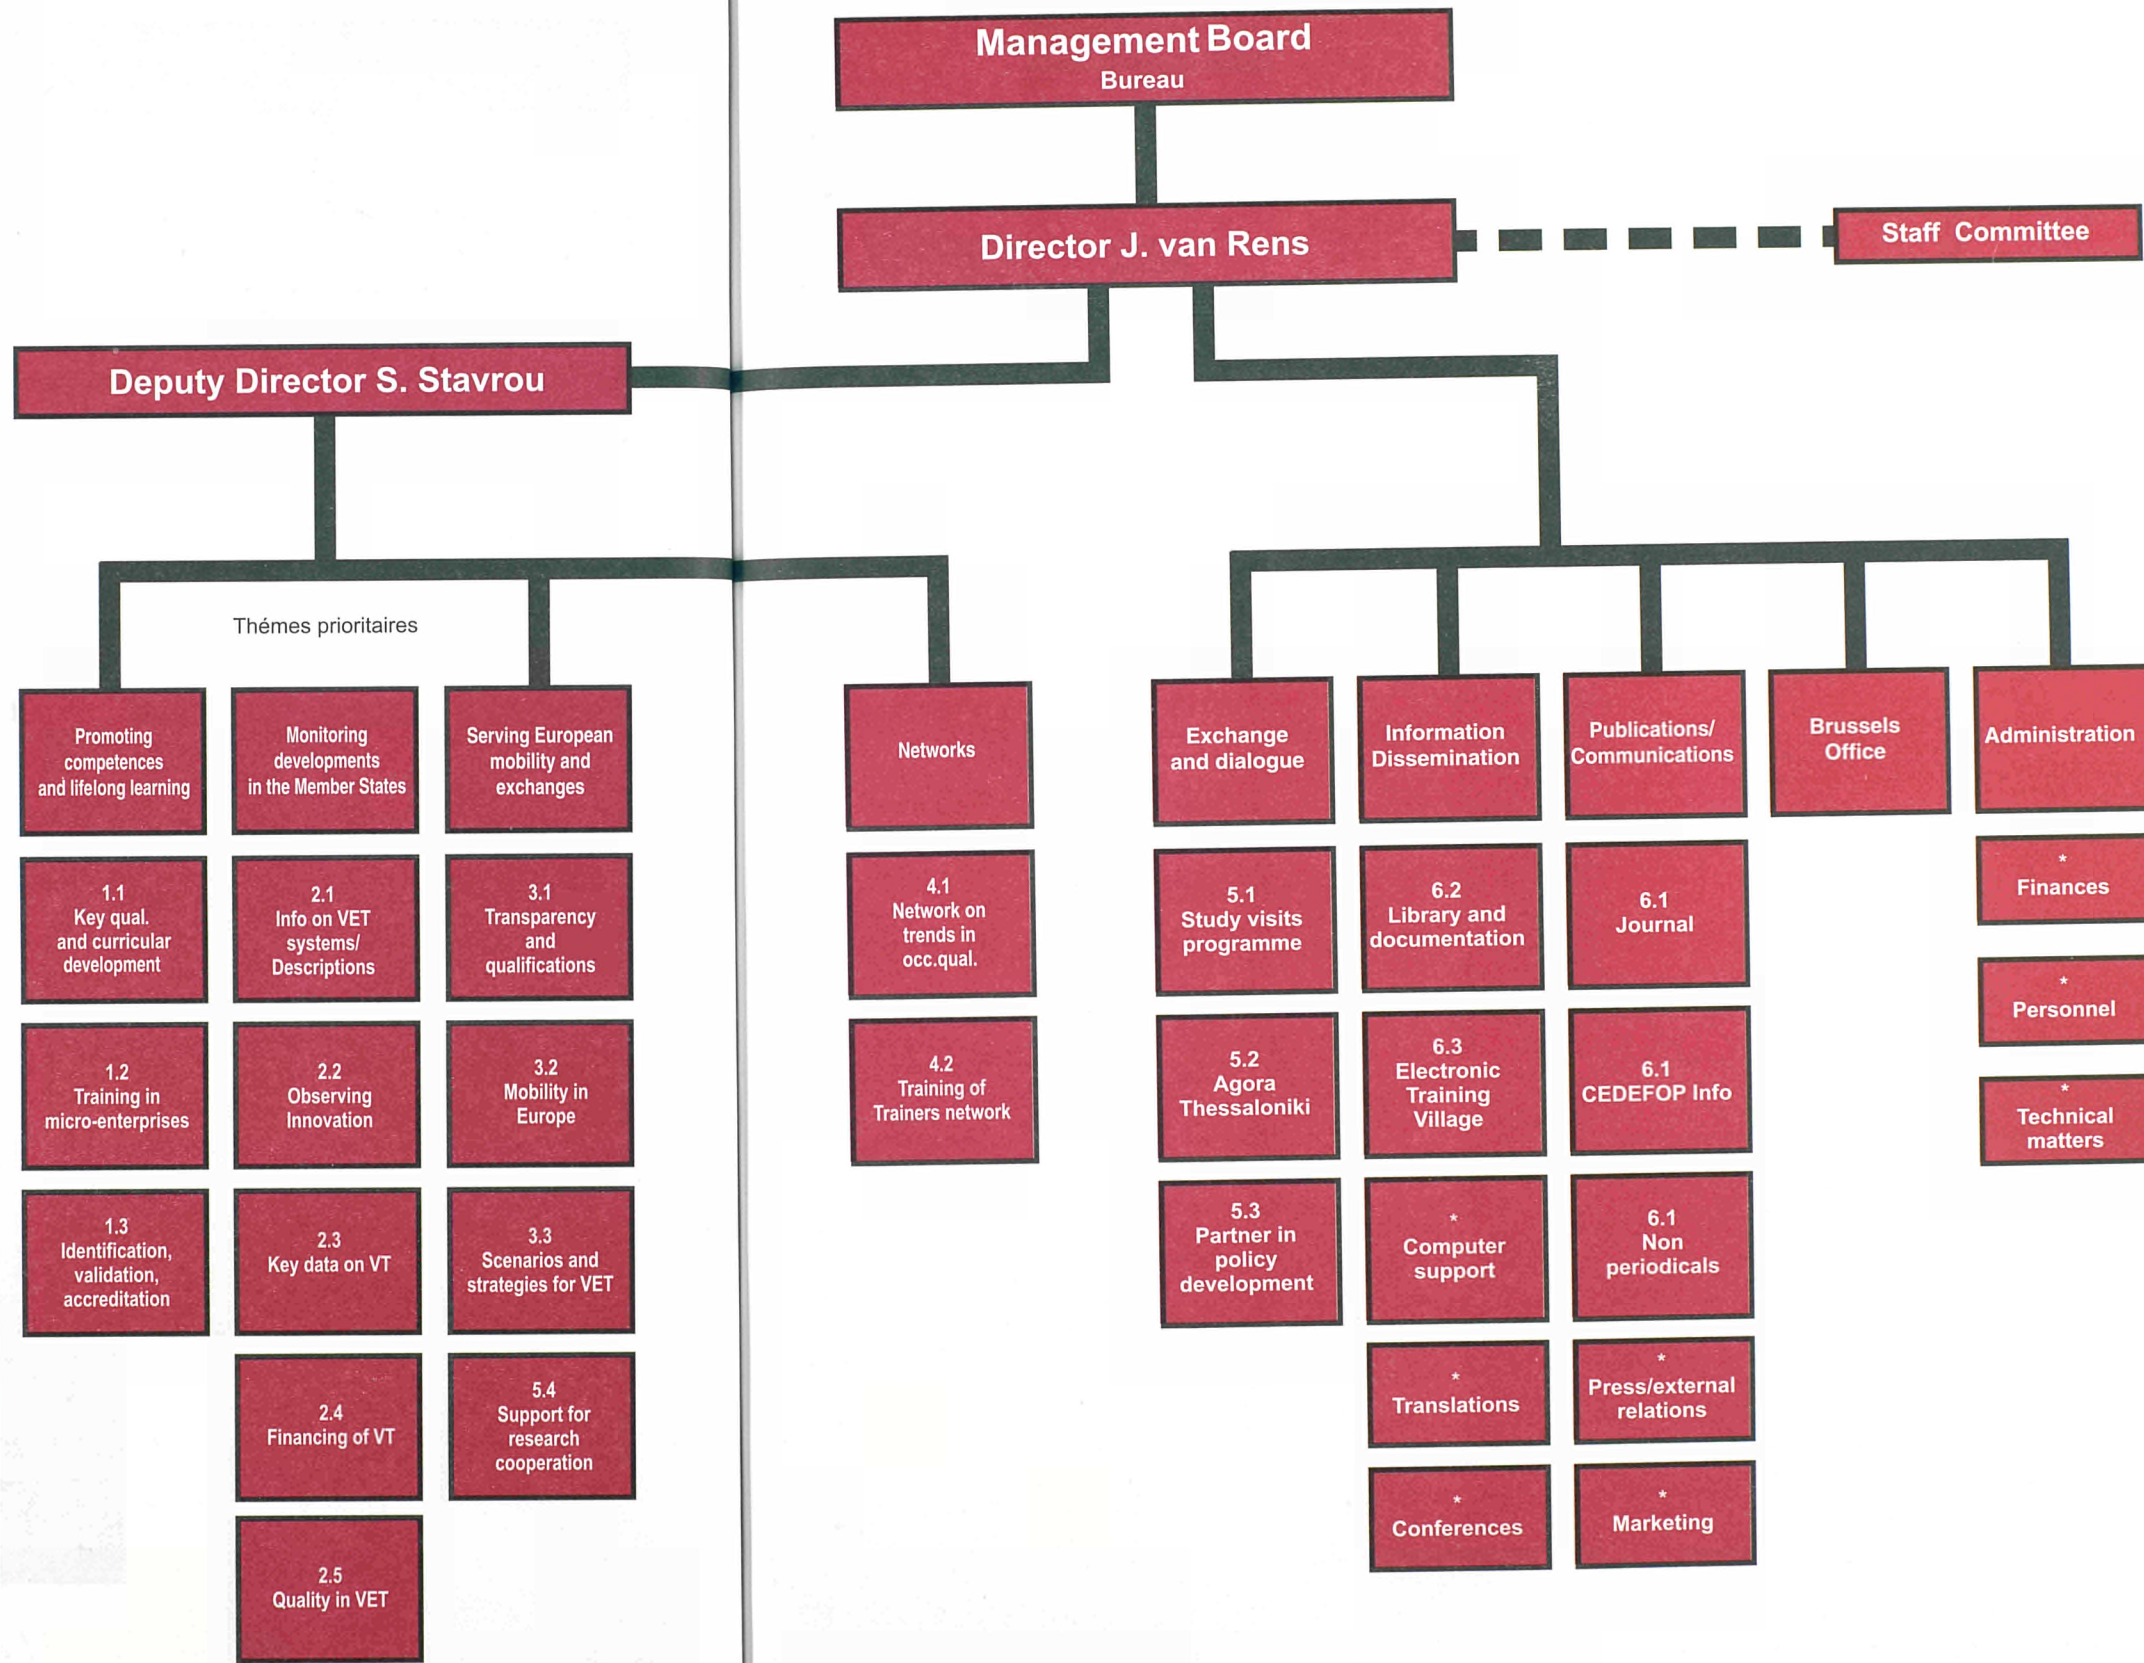 Management Board
Bureau
Director J. van Rens
Staff Committee
Deputy Director S. Stavrou
Thémes prioritaires
Promoting
competences
and lifelong learning
1.1
Key qual.
and curricular
development
1.2
Training in
micro-enterprises
1.3
Identification,
validation,
accreditation
Monitoring
developments
in the Member States
2.1
Info on VET
systems/
Descriptions
2.2
Observing
Innovation
2.3
Key data on VT
2.4
Financing of VT
2.5
Quality in VET
Serving European
mobility and
exchanges
3.1
Transparency
and
qualifications
3.2
Mobility in
Europe
3.3
Scenarios and
strategies for VET
5.4
Support for
research
cooperation
Networks
4.1
Network on
trends in
occ.qual.
4.2
Training of
Trainers network
Exchange
and dialogue
5.1
Study visits
programme
5.2
Agora
Thessaloniki
5.3
Partner in
policy
development
Information
Dissemination
6.2
Library and
documentation
6.3
Electronic
Training
Village
*
Computer
support
*
Translations
*
Conferences
Publications/
Communications
6.1
Journal
6.1
CEDEFOP Info
6.1
Non
periodicals
*
Press/external
relations
*
Marketing
Brussels
Office
Administration
*
Finances
*
Personnel
*
Technical
matters